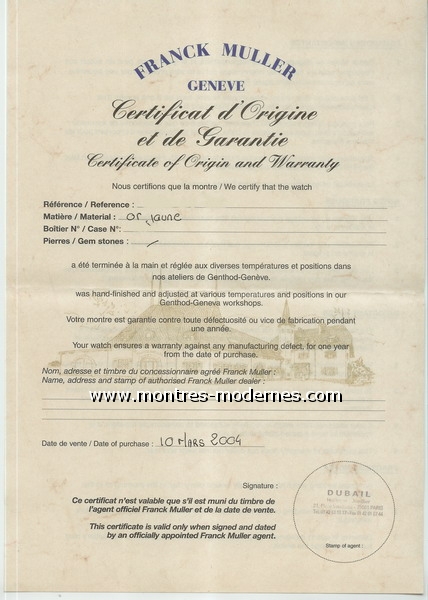 FRANCK MULLER
GENEVE
Certificat d'Origine
et de Garantie
Certificate of Origin and Warranty
Nous certifions que la montre / We certify that the watch
Référence / Reference :
Matière / Material : or jaune
Boîtier N° / Case N°:
Pierres / Gem stones :
a été terminée à la main et réglée aux diverses températures et positions dans
nos ateliers de Genthod-Genève.
was hand-finished and adjusted at various temperatures and positions in our
Genthod-Geneva workshops.
Votre montre est garantie contre toute défectuosité ou vice de fabrication pendant
une année.
Your watch ensures a warranty against any manufacturing defect, for one year
from the date of purchase.
Nom, adresse et timbre du concessionnaire agréé Franck Muller :
Name, address and stamp of authorised Franck Muller dealer :
www.montres-modernes.com
Date de vente / Date of purchase : 10 MARS 2004
Signature :
Ce certificat n'est valable que s'il est muni du timbre de
l'agent officiel Franck Muller et de la date de vente.
This certificate is valid only when signed and dated
by an officially appointed Franck Muller agent.
DUBAIL
Stamp of agent :